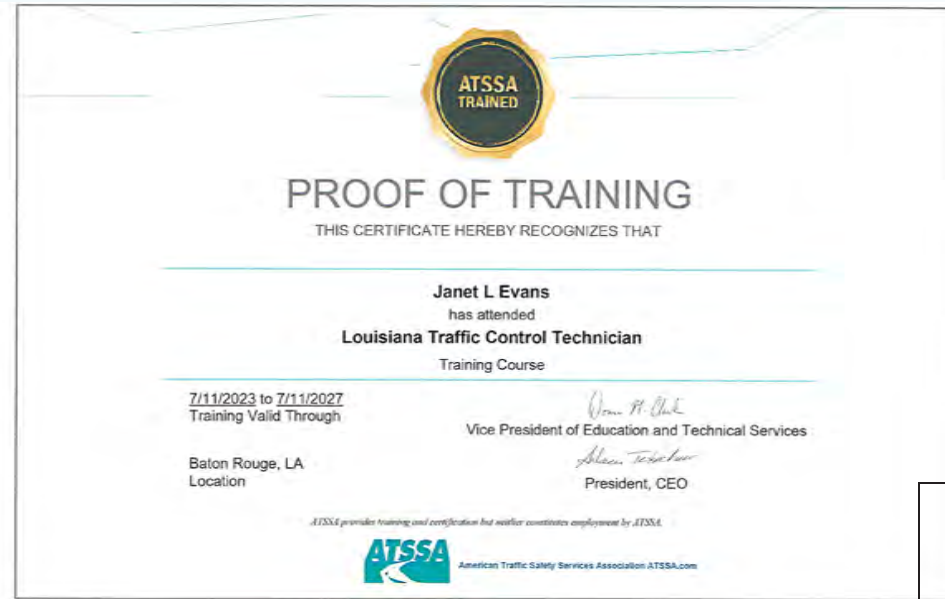 ATSSA
TRAINED
PROOF OF TRAINING
THIS CERTIFICATE HEREBY RECOGNIZES THAT
Janet L Evans
has attended
Louisiana Traffic Control Technician
Training Course
7/11/2023 to 7/11/2027
Training Valid Through
Vice President of Education and Technical Services
Baton Rouge, LA
Location
President, CEO
ATSSA provides training and certification but neither constitutes employment by ATSSA.
ATSSA
American Traffic Safety Services Association ATSSA.com